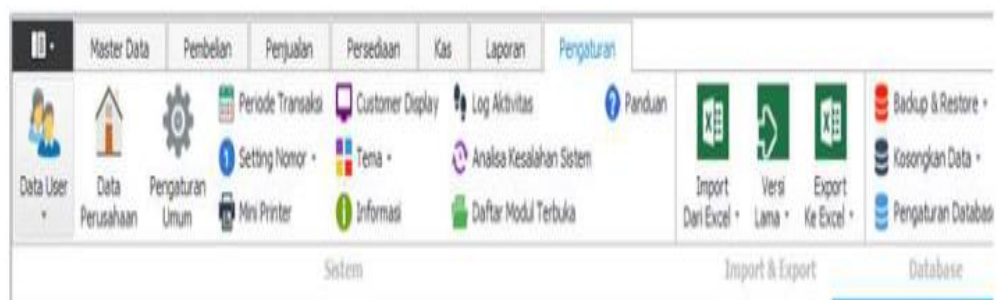 Master Data Pembelian Penjualan Persediaan Kas Laporan Pengaturan
Data User
Data
Perusahaan
Pengaturan
Umum
Periode Transaksi
Setting Nomor
Mini Printer
Customer Display
Tema
Informasi
Log Aktivitas
Analisa Kesalahan Sistem
Daftar Modul Terbuka
Panduan
Sistem
Import
Dari Excel
Versi
Lama
Export
Ke Excel
Import & Export
Backup & Restore
Kosongkan Data
Pengaturan Databas
Database